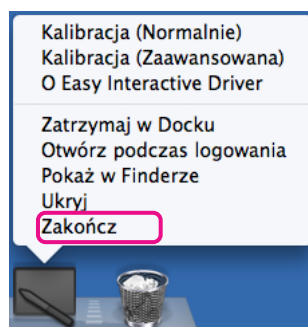 Kalibracja (Normalnie)
Kalibracja (Zaawansowana)
O Easy Interactive Driver
Zatrzymaj w Docku
Otwórz podczas logowania
Pokaż w Finderze
Ukryj
Zakończ